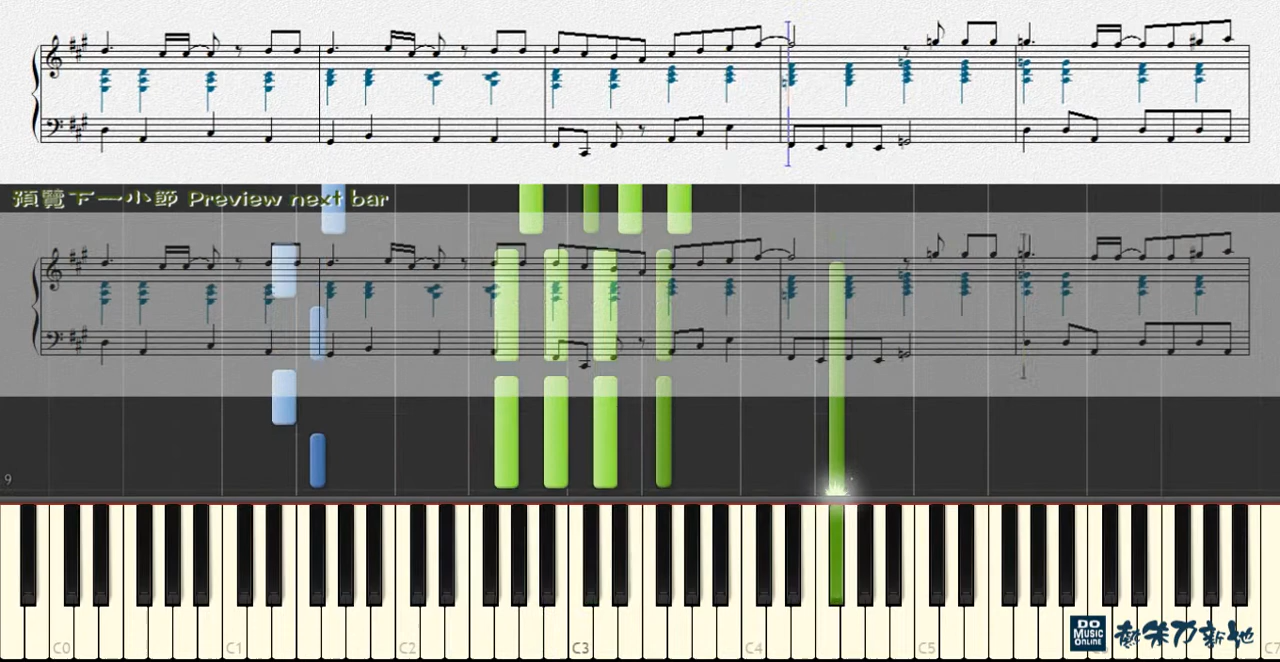 預覽下一小節 Preview next bar
9
C0 C1 C2 C3 C4 C5 C7
DO
MUSIC
ONLINE